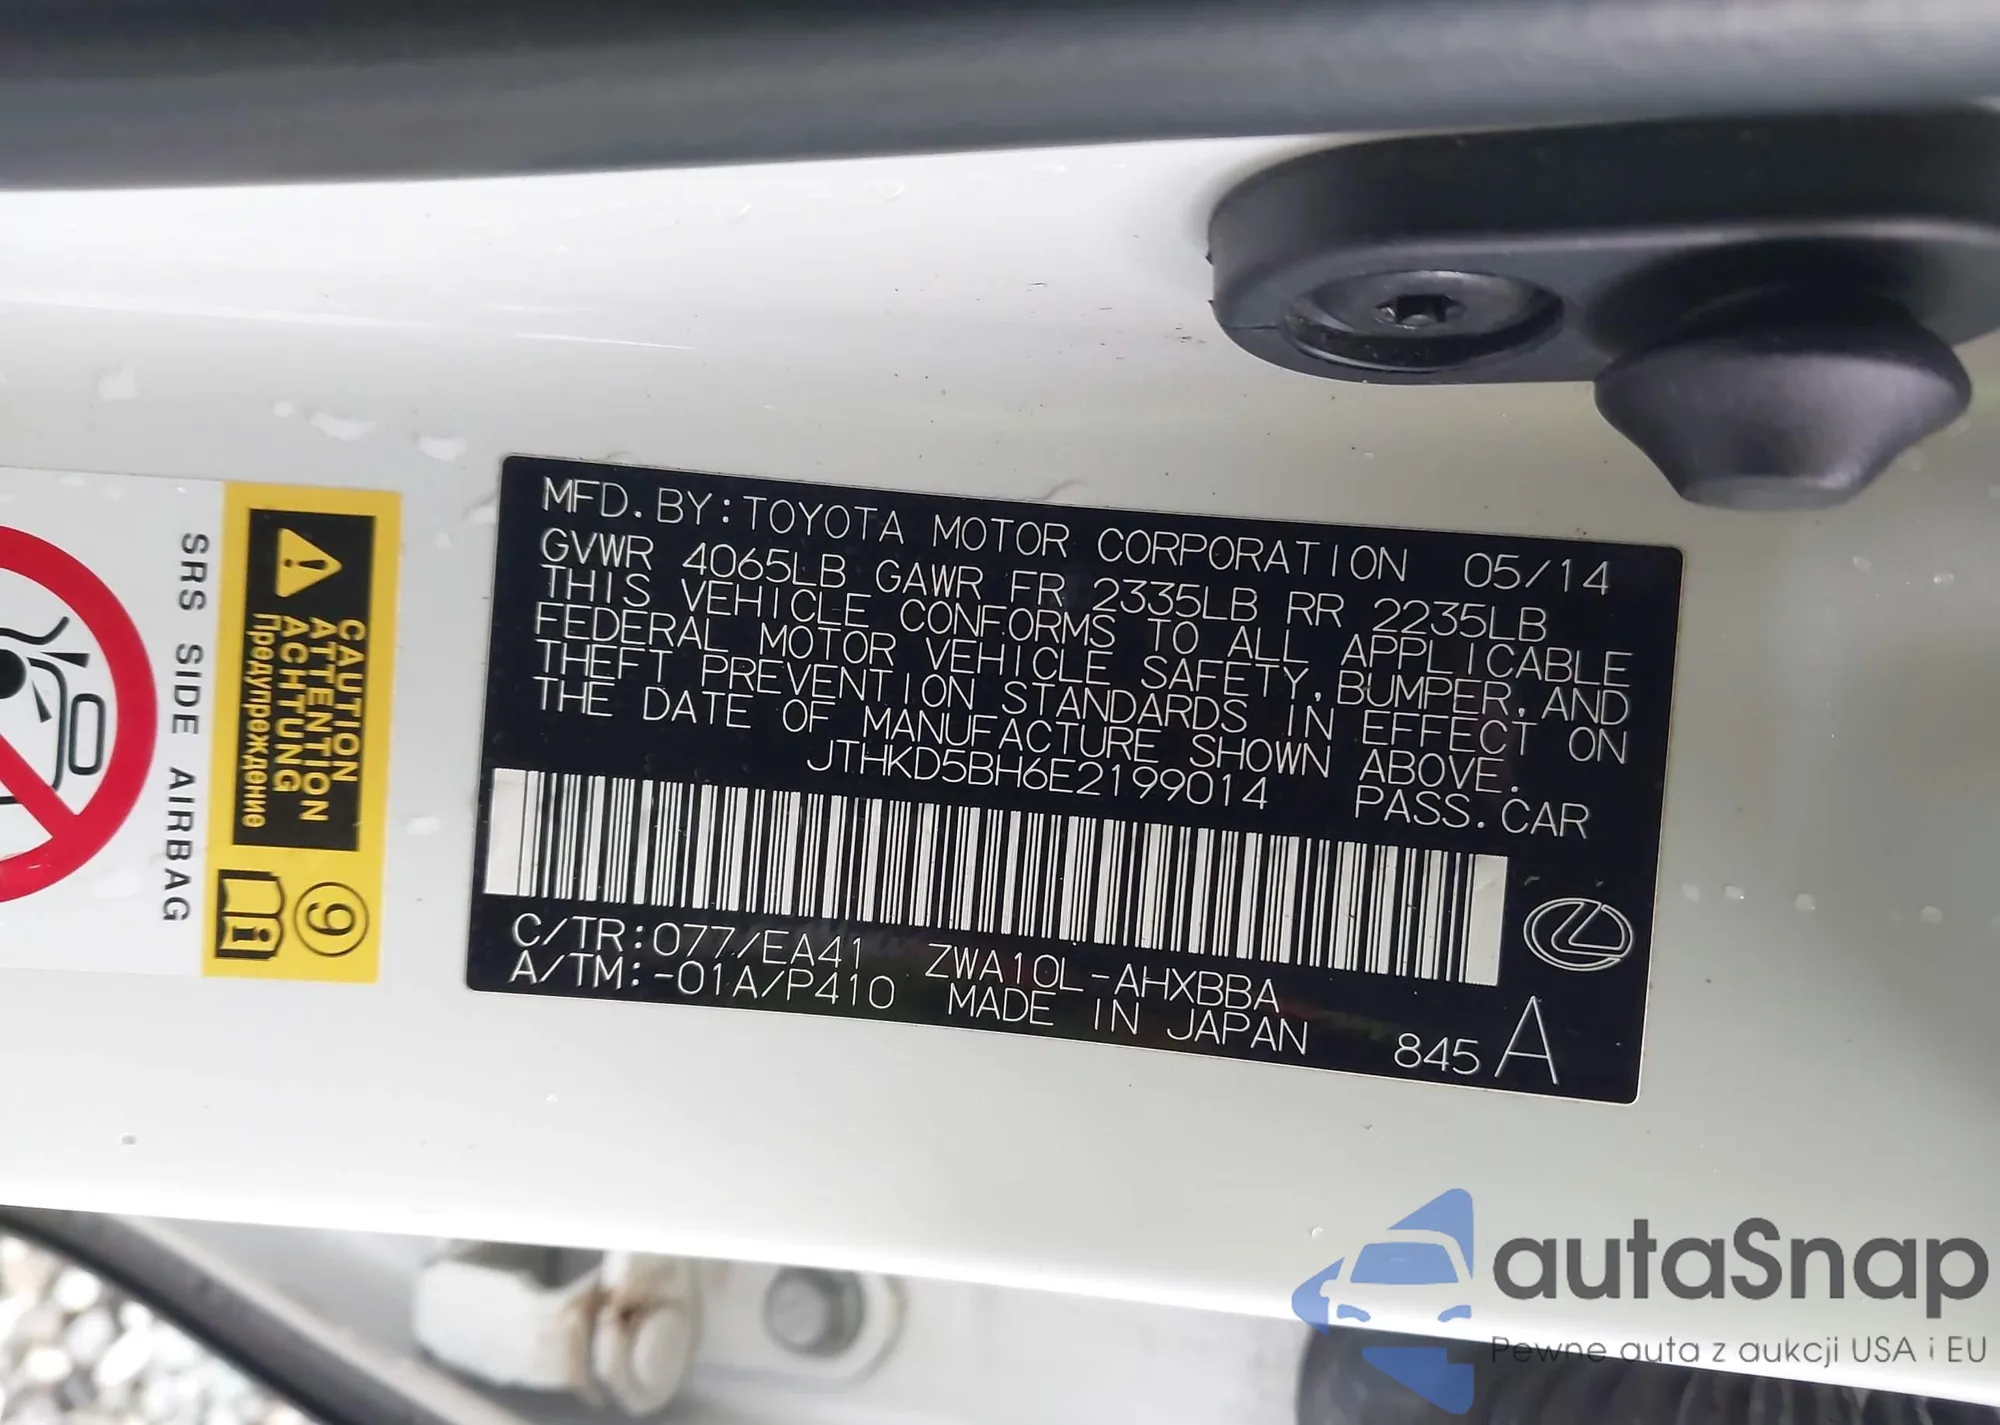 MFD. BY: TOYOTA MOTOR CORPORATION 05/14
GVWR 4065LB GAWR FR 2335LB RR 2235LB
THIS VEHICLE CONFORMS TO ALL APPLICABLE
FEDERAL MOTOR VEHICLE SAFETY, BUMPER, AND
THEFT PREVENTION STANDARDS IN EFFECT ON
THE DATE OF MANUFACTURE SHOWN ABOVE.
JTHKD5BH6E2199014 PASS. CAR
C/TR: 077/EA41 ZWA10L-AHXBBA
A/TM: -01A/P410 MADE IN JAPAN 845 A
SRS SIDE AIRBAG
CAUTION
ATTENTION
ACHTUNG
Предупреждение
9
i
autaSnap
Pewne auta z aukcji USA i EU